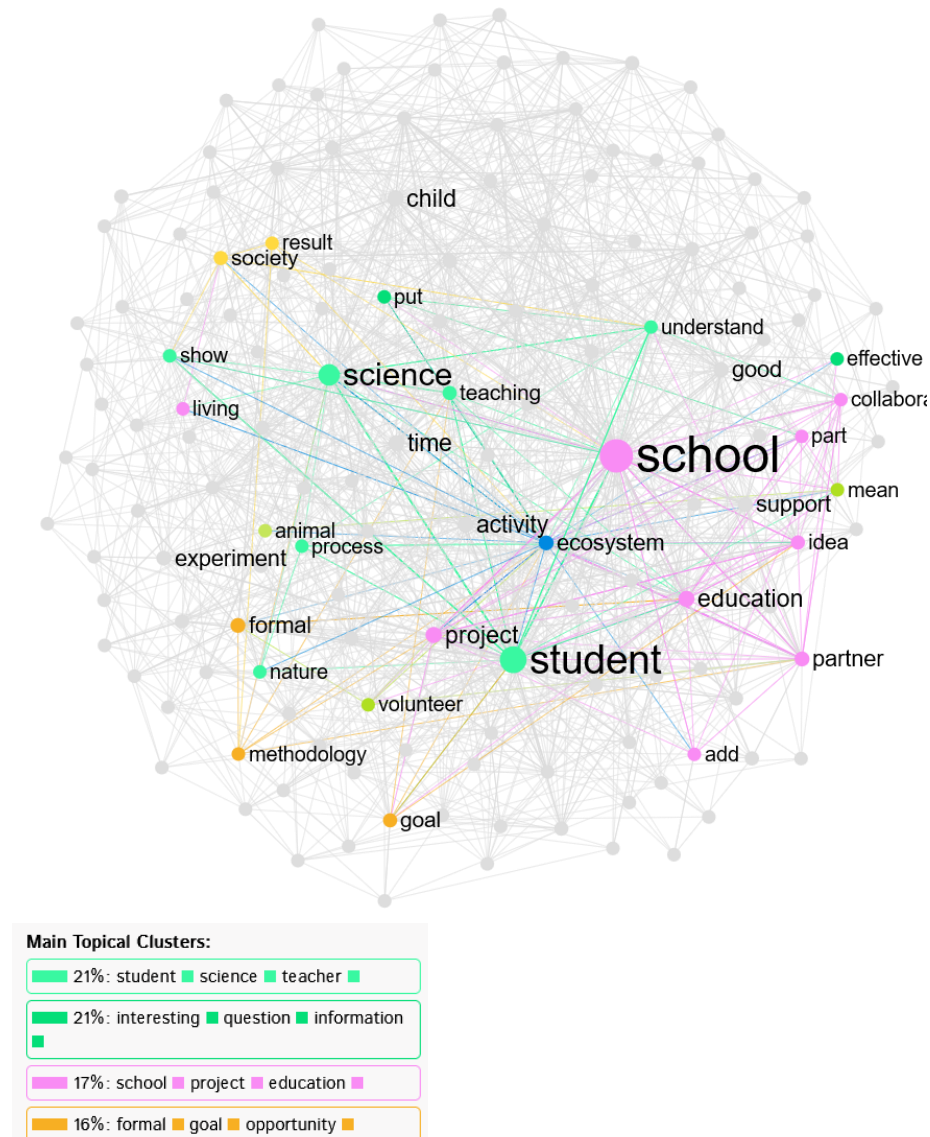 child
result
society
put
understand
show
science
good
effective
teaching
collabora
living
part
time
school
mean
support
activity
animal
ecosystem
idea
process
experiment
education
formal
project
student
partner
nature
volunteer
methodology
add
goal
Main Topical Clusters:
21%: student science teacher
21%: interesting question information
17%: school project education
16%: formal goal opportunity